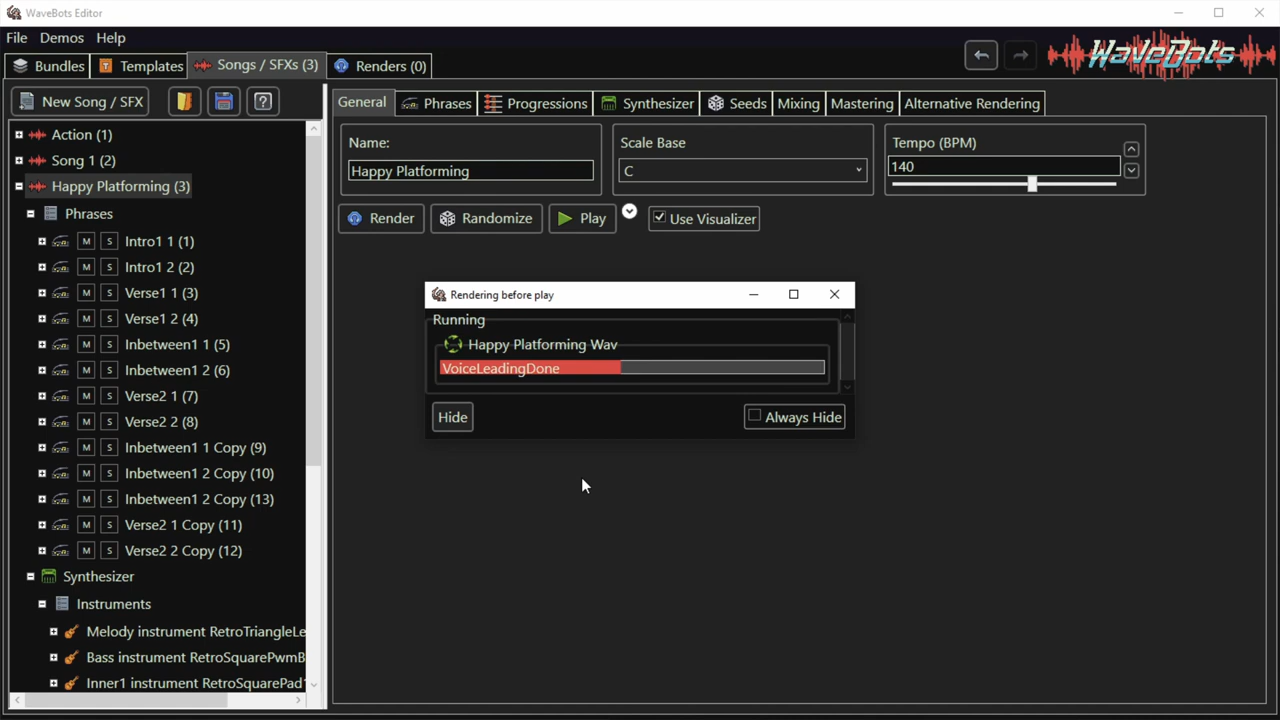 WaveBots Editor
File Demos Help
Bundles Templates Songs / SFXs (3) Renders (0)
WaveBots
New Song / SFX ?
Action (1)
Song 1 (2)
Happy Platforming (3)
Phrases
M S Intro1 1 (1)
M S Intro1 2 (2)
M S Verse1 1 (3)
M S Verse1 2 (4)
M S Inbetween1 1 (5)
M S Inbetween1 2 (6)
M S Verse2 1 (7)
M S Verse2 2 (8)
M S Inbetween1 1 Copy (9)
M S Inbetween1 2 Copy (10)
M S Inbetween1 2 Copy (13)
M S Verse2 1 Copy (11)
M S Verse2 2 Copy (12)
Synthesizer
Instruments
Melody instrument RetroTriangleLe
Bass instrument RetroSquarePwmB
Inner1 instrument RetroSquarePad
General Phrases Progressions Synthesizer Seeds Mixing Mastering Alternative Rendering
Name:
Happy Platforming
Scale Base
C
Tempo (BPM)
140
Render Randomize Play Use Visualizer
Rendering before play
Running
Happy Platforming Wav
VoiceLeadingDone
Hide Always Hide